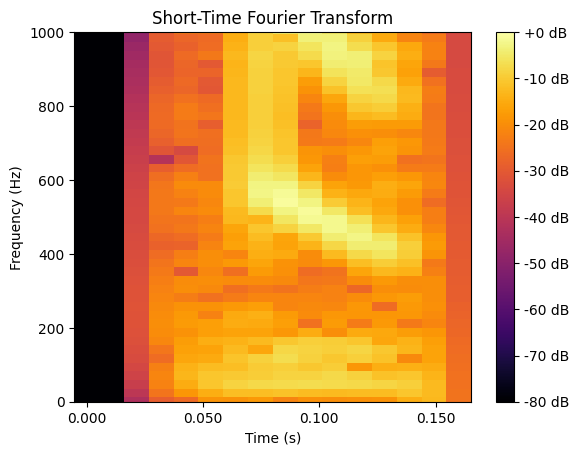 Short-Time Fourier Transform
Frequency (Hz)
1000
800
600
400
200
0
0.000
0.050
0.100
0.150
Time (s)
+0 dB
-10 dB
-20 dB
-30 dB
-40 dB
-50 dB
-60 dB
-70 dB
-80 dB